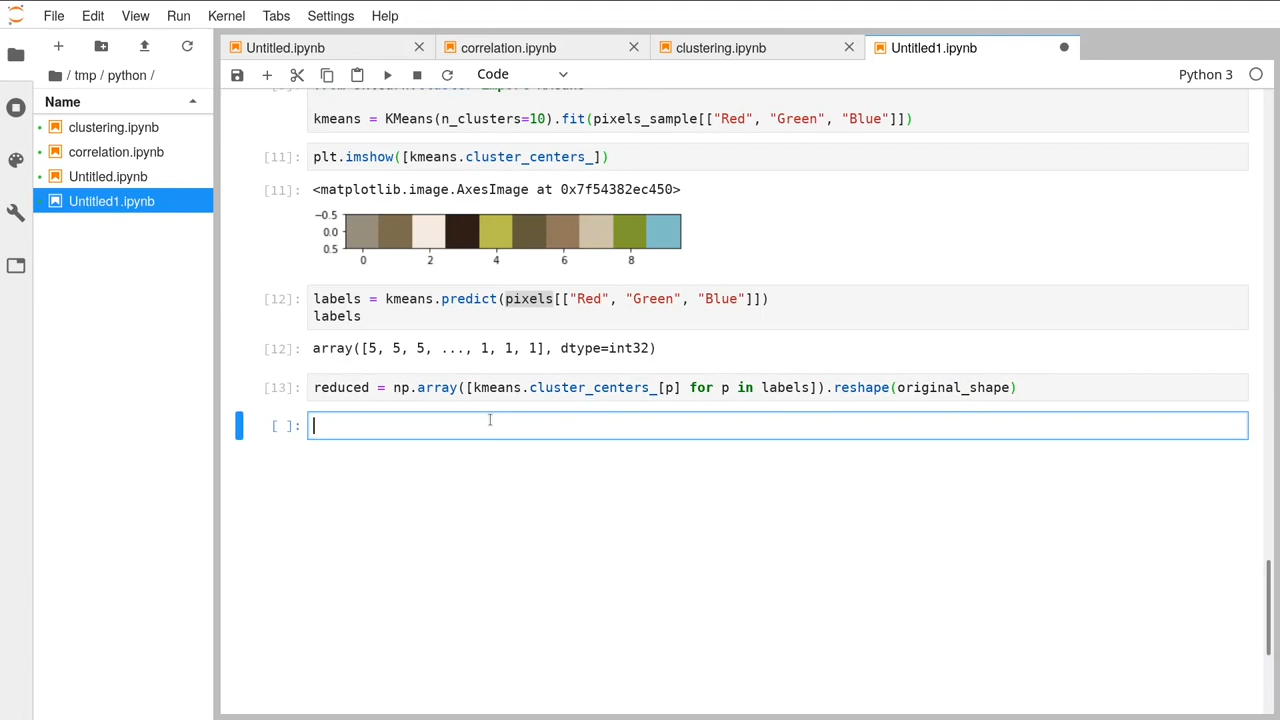 File Edit View Run Kernel Tabs Settings Help
Untitled.ipynb
correlation.ipynb
clustering.ipynb
Untitled1.ipynb
/ tmp / python /
Code
Python 3
Name
clustering.ipynb
correlation.ipynb
Untitled.ipynb
Untitled1.ipynb
kmeans = KMeans(n_clusters=10).fit(pixels_sample[["Red", "Green", "Blue"]])
[11]: plt.imshow([kmeans.cluster_centers_])
[11]: <matplotlib.image.AxesImage at 0x7f54382ec450>
−0.5
0.0
0.5
0 2 4 6 8
[12]: labels = kmeans.predict(pixels[["Red", "Green", "Blue"]])
labels
[12]: array([5, 5, 5, ..., 1, 1, 1], dtype=int32)
[13]: reduced = np.array([kmeans.cluster_centers_[p] for p in labels]).reshape(original_shape)
[ ]: